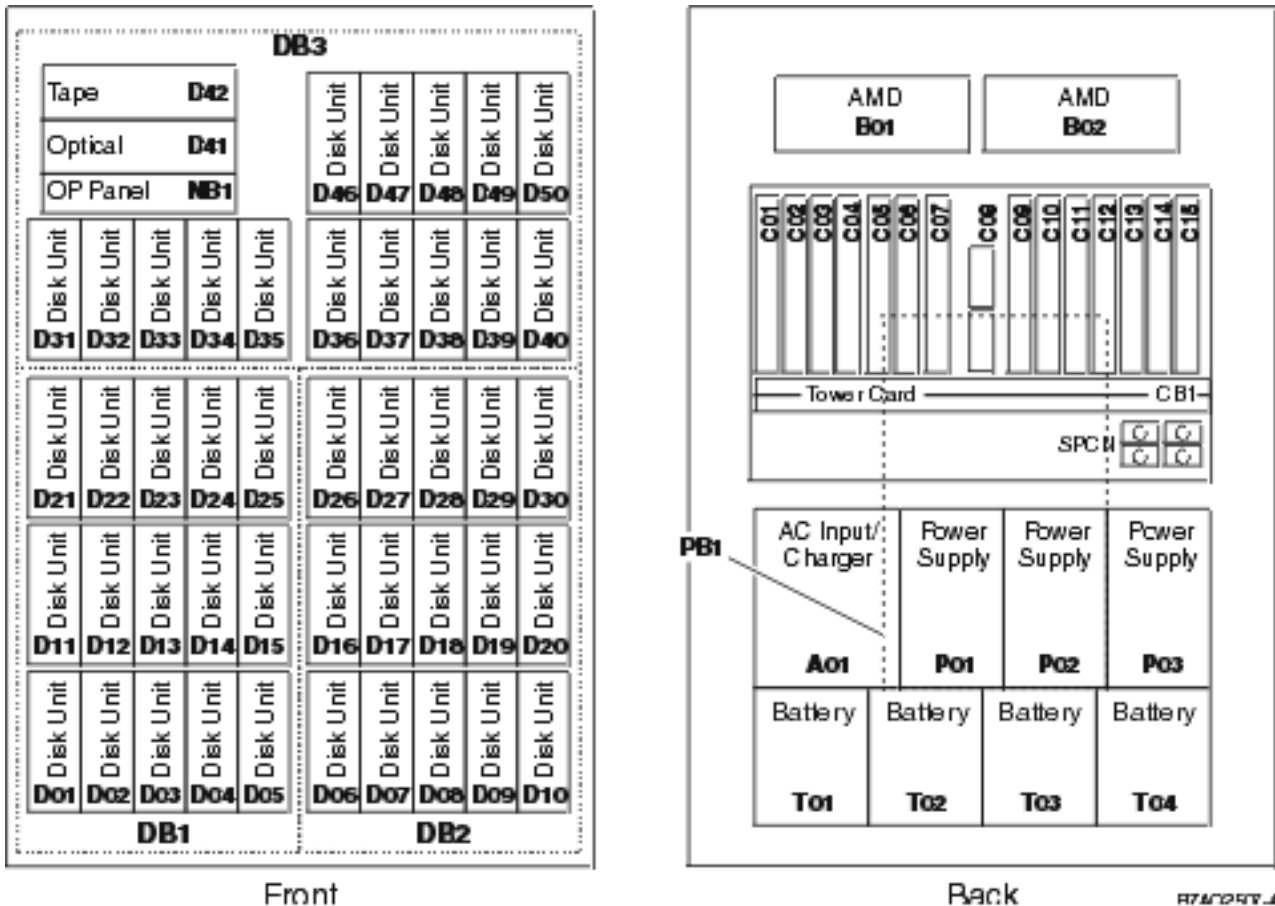 DB3
Tape D42
Optical D41
OP Panel NB1
Disk Unit Disk Unit Disk Unit Disk Unit Disk Unit
D46 D47 D48 D49 D50
Disk Unit Disk Unit Disk Unit Disk Unit Disk Unit Disk Unit Disk Unit Disk Unit Disk Unit Disk Unit
D31 D32 D33 D34 D35 D36 D37 D38 D39 D40
Disk Unit Disk Unit Disk Unit Disk Unit Disk Unit Disk Unit Disk Unit Disk Unit Disk Unit Disk Unit
D21 D22 D23 D24 D25 D26 D27 D28 D29 D30
Disk Unit Disk Unit Disk Unit Disk Unit Disk Unit Disk Unit Disk Unit Disk Unit Disk Unit Disk Unit
D11 D12 D13 D14 D15 D16 D17 D18 D19 D20
Disk Unit Disk Unit Disk Unit Disk Unit Disk Unit Disk Unit Disk Unit Disk Unit Disk Unit Disk Unit
D01 D02 D03 D04 D05 D06 D07 D08 D09 D10
DB1 DB2
Front
AMD AMD
B01 B02
C01 C02 C03 C04 C05 C06 C07 C08 C09 C10 C11 C12 C13 C14 C15
Tower Card CB1
SPCN
C C
C C
PB1
AC Input/ Power Power Power
Charger Supply Supply Supply
A01 P01 P02 P03
Battery Battery Battery Battery
T01 T02 T03 T04
Back